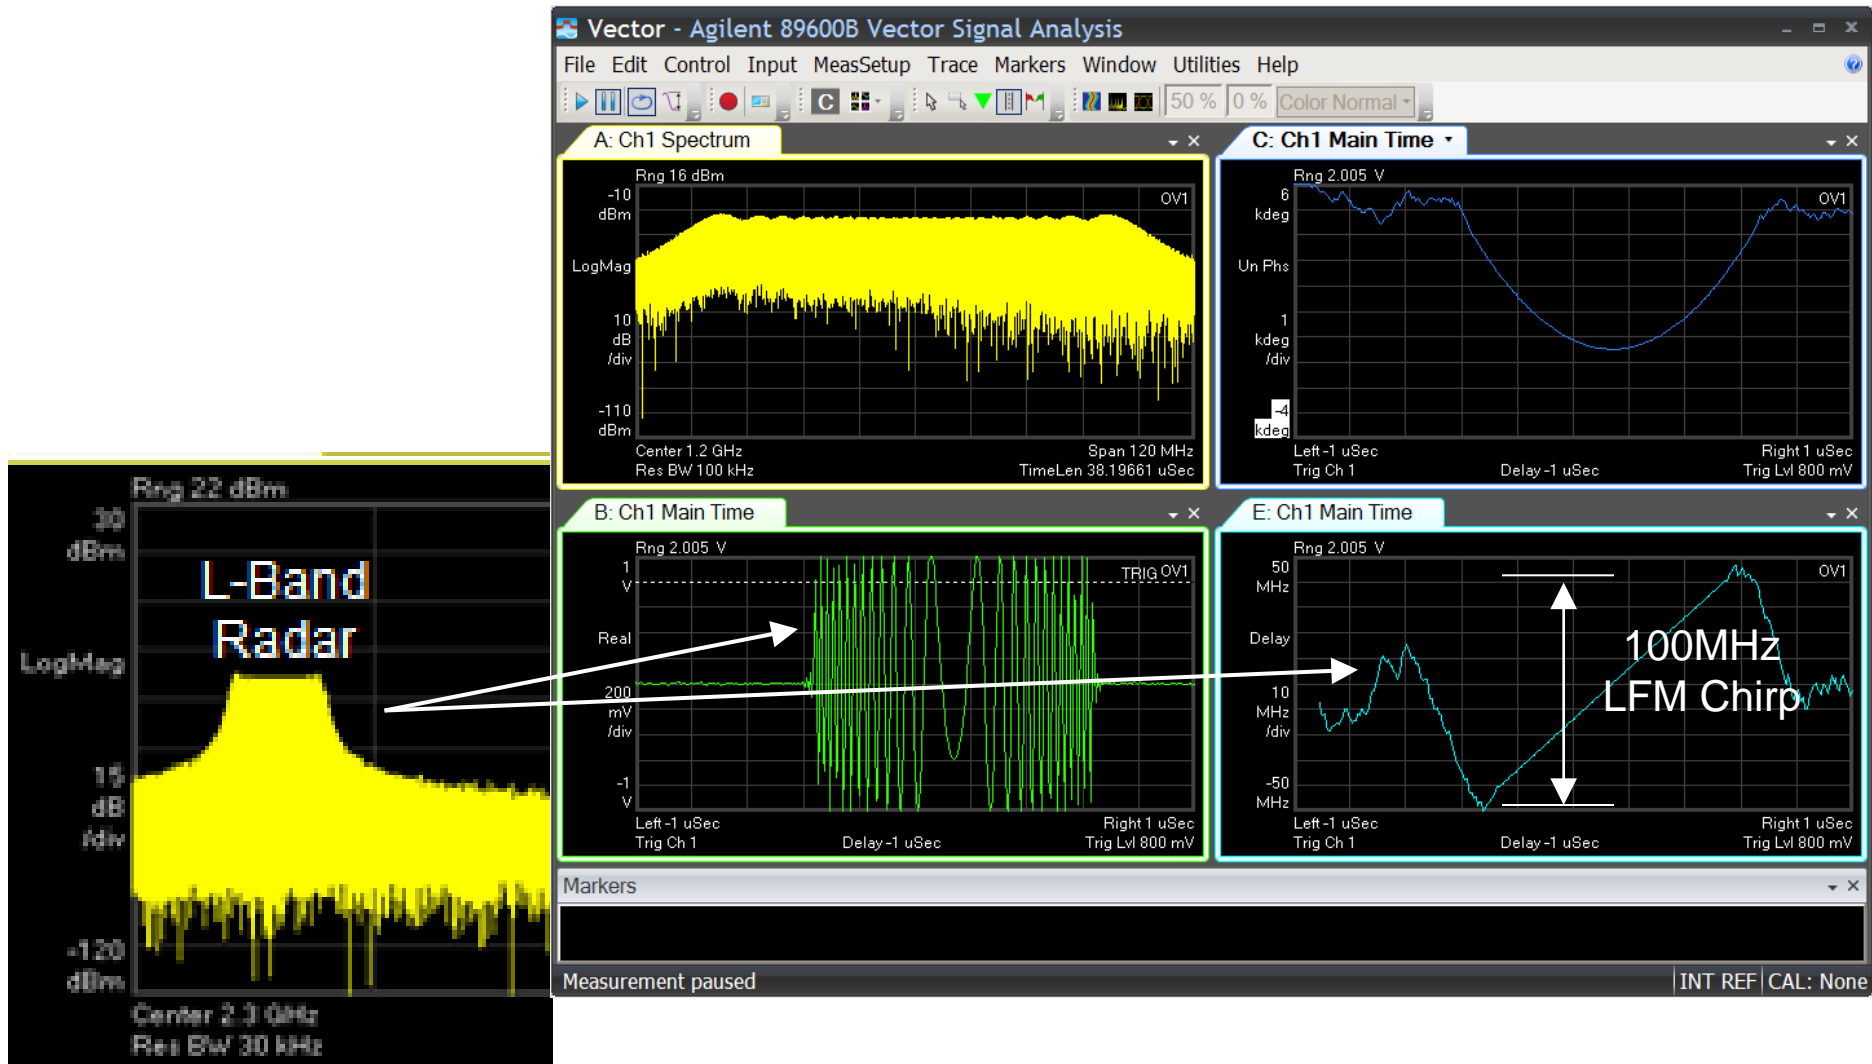 Vector - Agilent 89600B Vector Signal Analysis
File Edit Control Input MeasSetup Trace Markers Window Utilities Help
C 50 % 0 % Color Normal
A: Ch1 Spectrum
Rng 16 dBm
-10
dBm
OV1
LogMag
10
dB
/div
-110
dBm
Center 1.2 GHz
Span 120 MHz
Res BW 100 kHz
TimeLen 38.19661 uSec
C: Ch1 Main Time
Rng 2.005 V
6
kdeg
OV1
Un Phs
1
kdeg
/div
-4
kdeg
Left -1 uSec
Right 1 uSec
Trig Ch 1
Delay -1 uSec
Trig Lvl 800 mV
B: Ch1 Main Time
Rng 2.005 V
1
V
TRIG OV1
Real
200
mV
/div
-1
V
Left -1 uSec
Right 1 uSec
Trig Ch 1
Delay -1 uSec
Trig Lvl 800 mV
E: Ch1 Main Time
Rng 2.005 V
50
MHz
OV1
Delay
10
MHz
/div
-50
MHz
100MHz
LFM Chirp
Left -1 uSec
Right 1 uSec
Trig Ch 1
Delay -1 uSec
Trig Lvl 800 mV
Markers
Measurement paused
INT REF CAL: None
Rng 22 dBm
30
dBm
L-Band
Radar
LogMag
15
dB
/div
-120
dBm
Center 2.3 GHz
Res BW 30 kHz